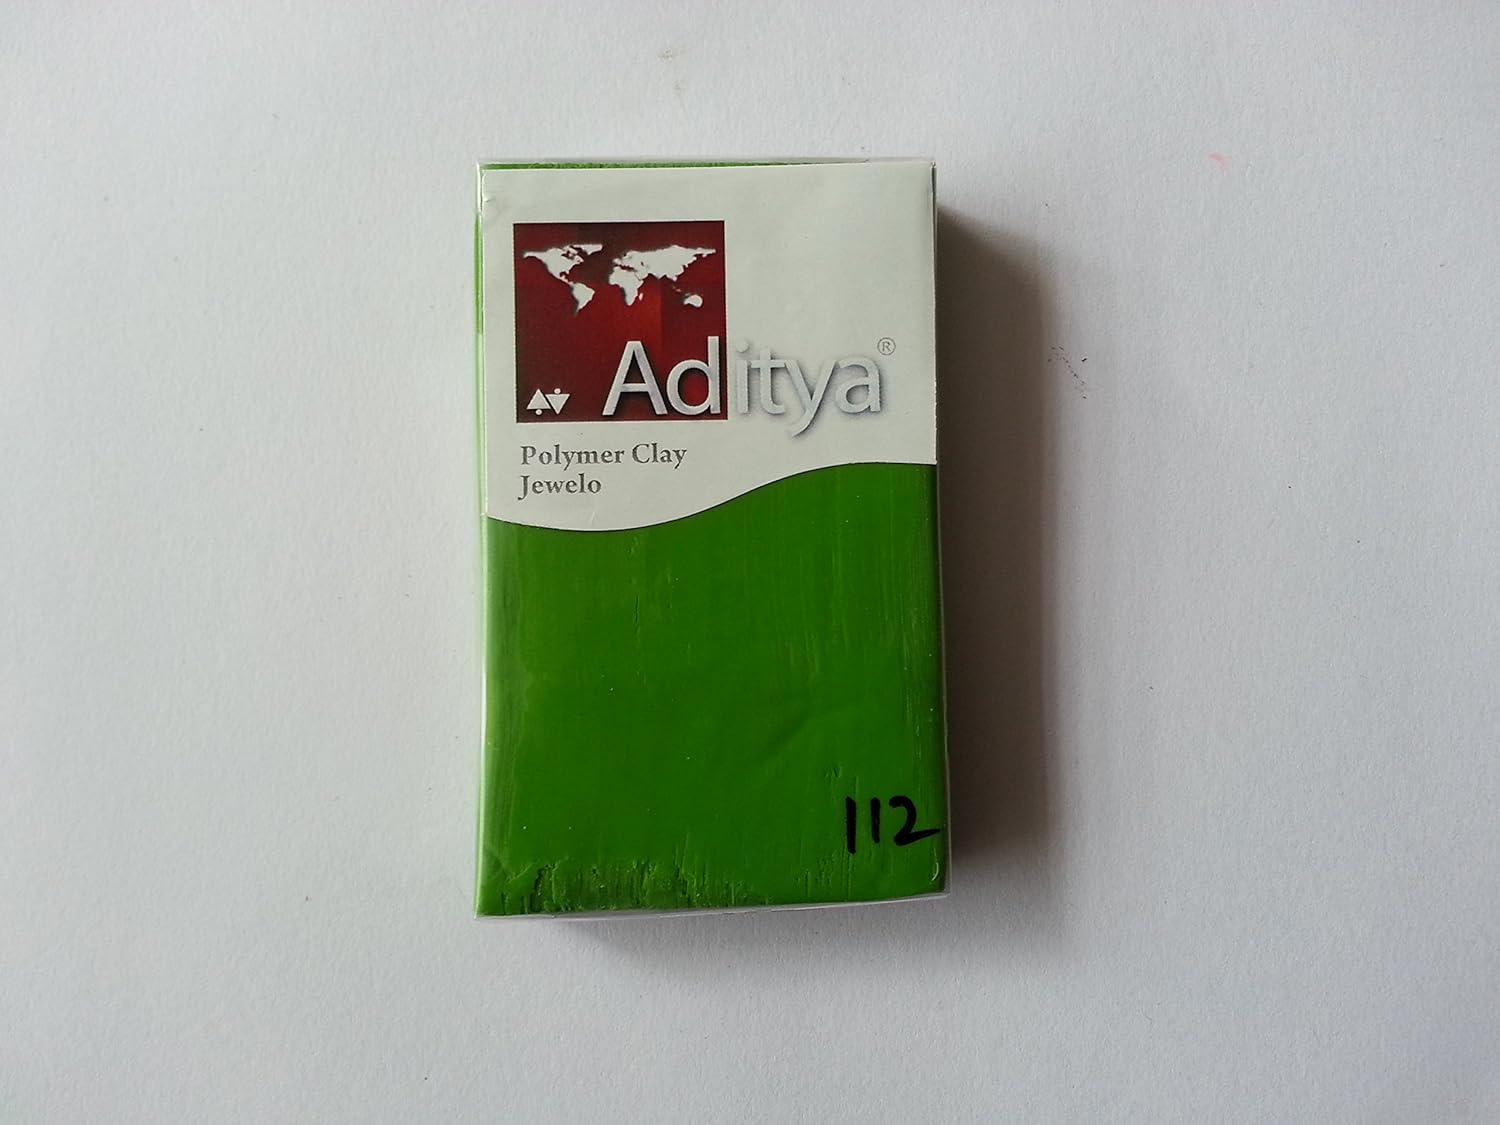 Aditya®
Polymer Clay
Jewelo
112